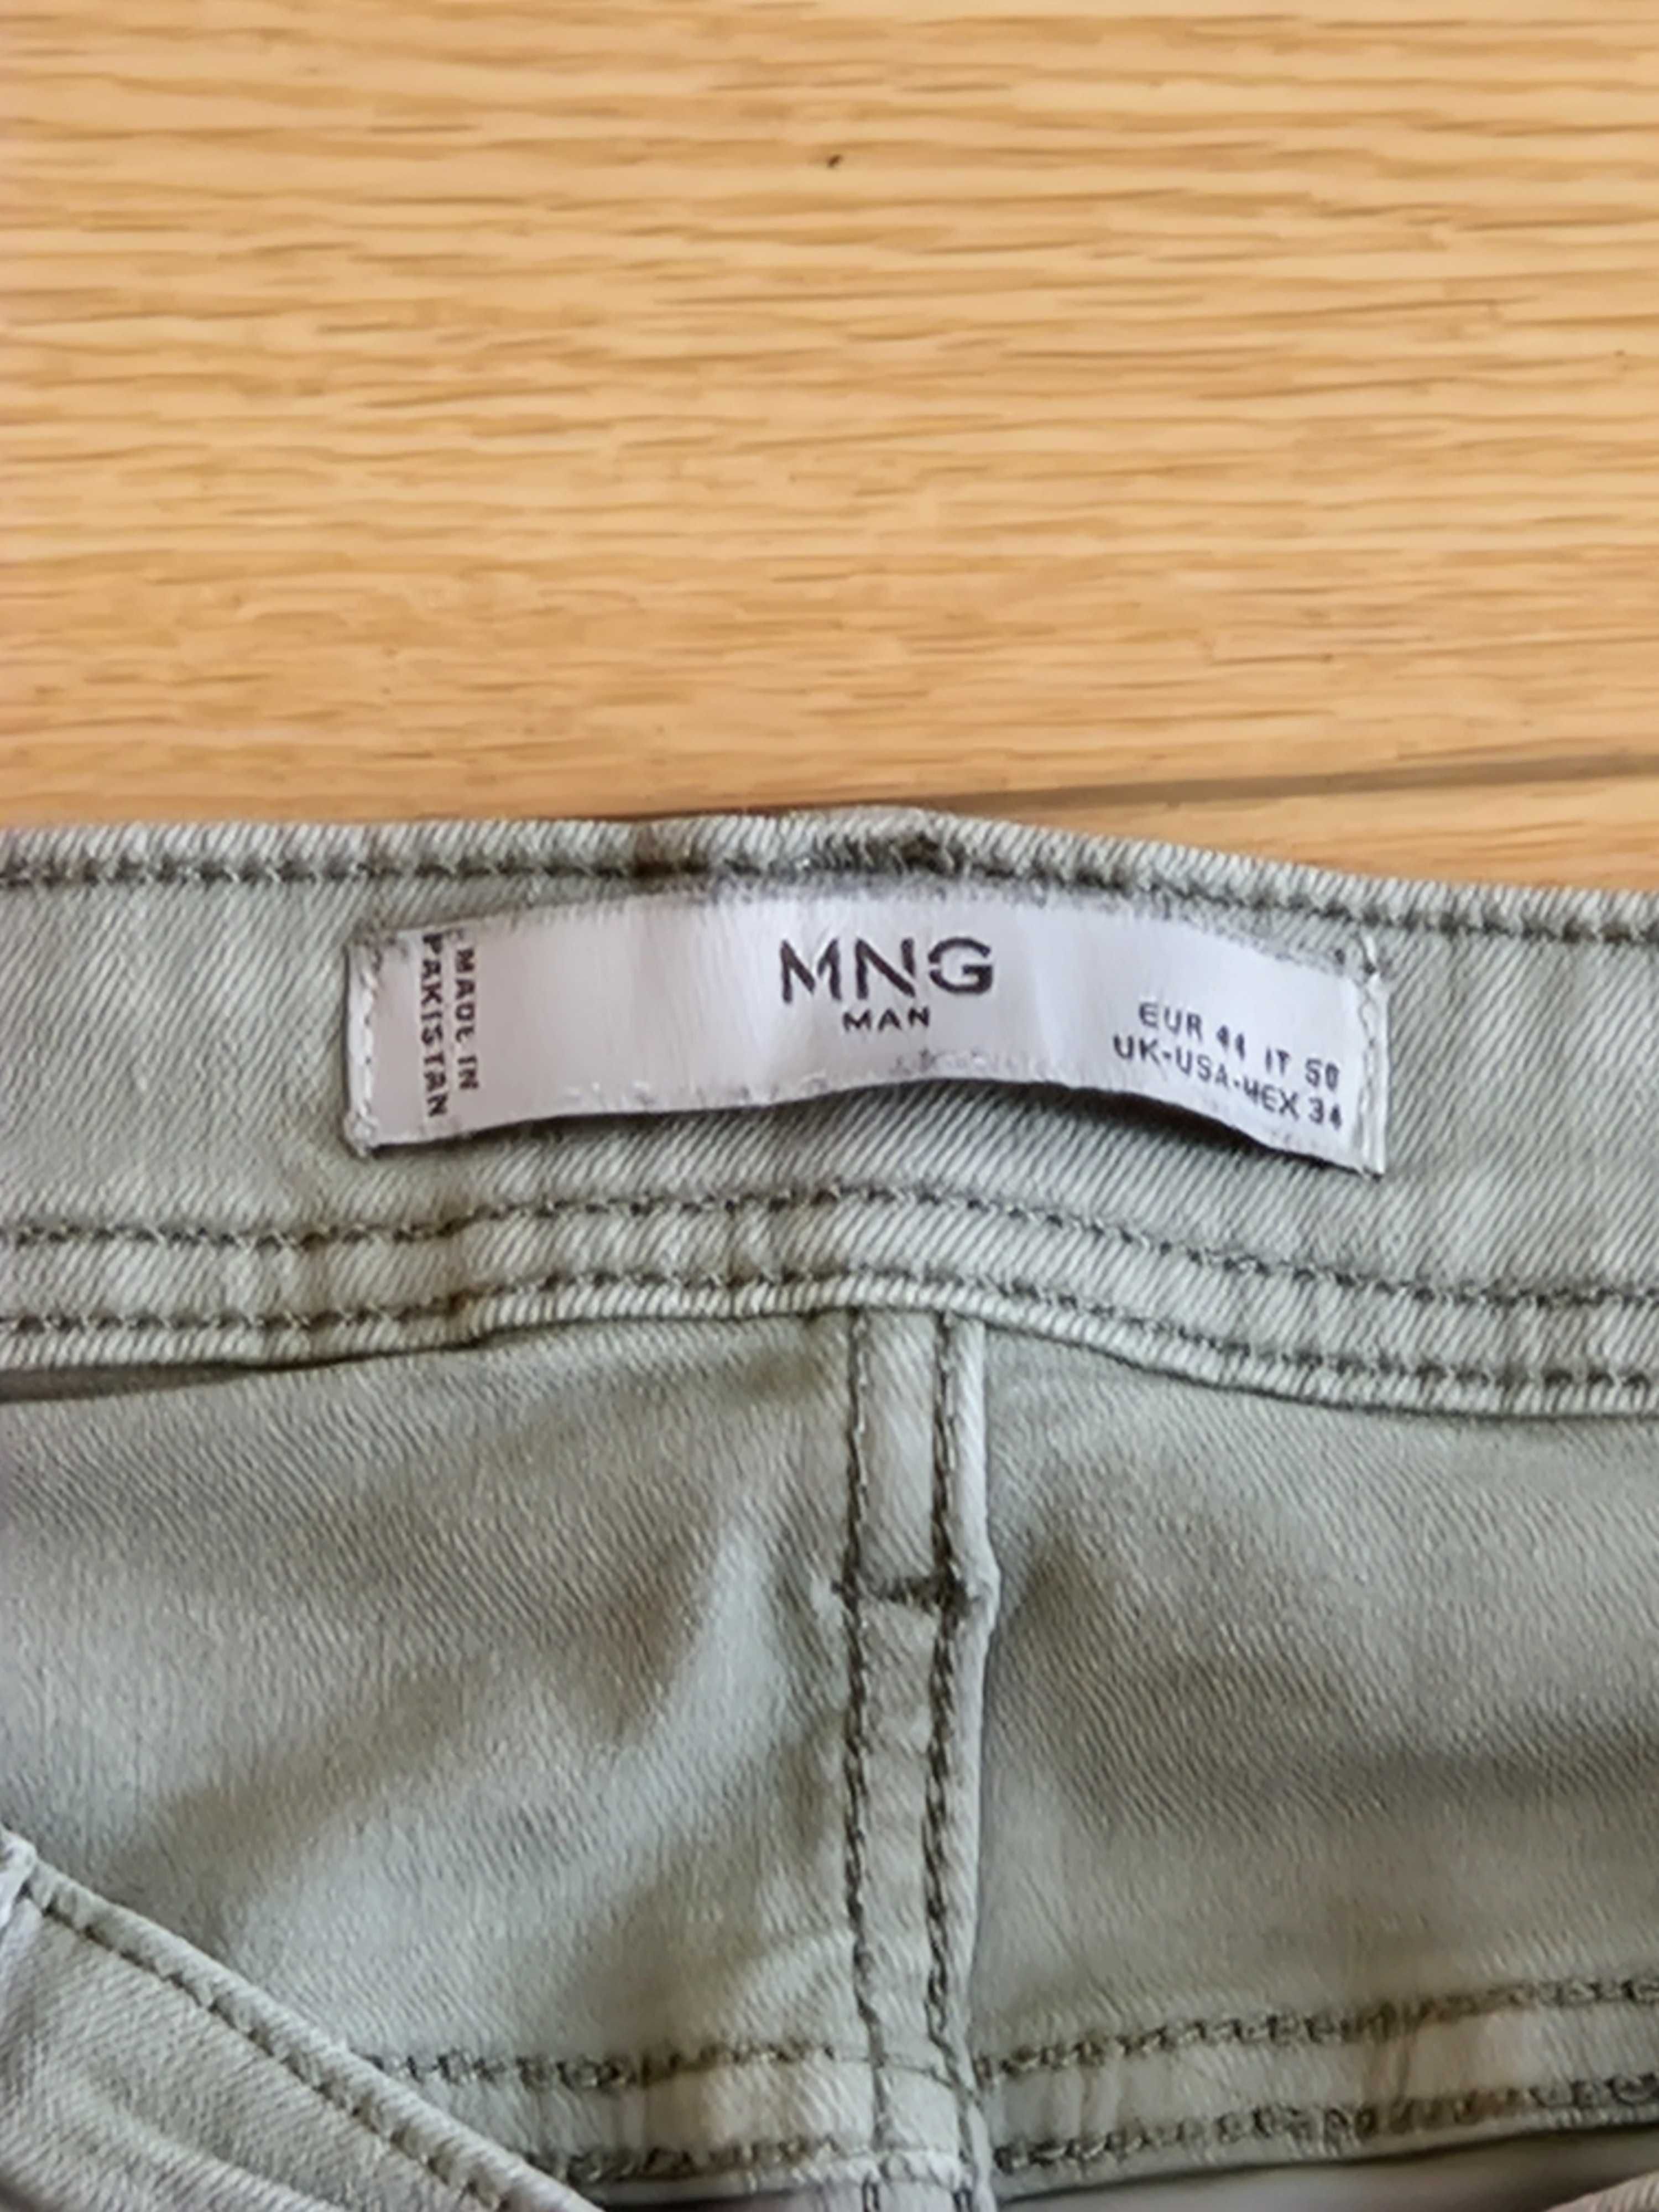 MADE IN
PAKISTAN
MNG
MAN
EUR 44 IT 50
UK-USA-MEX 34